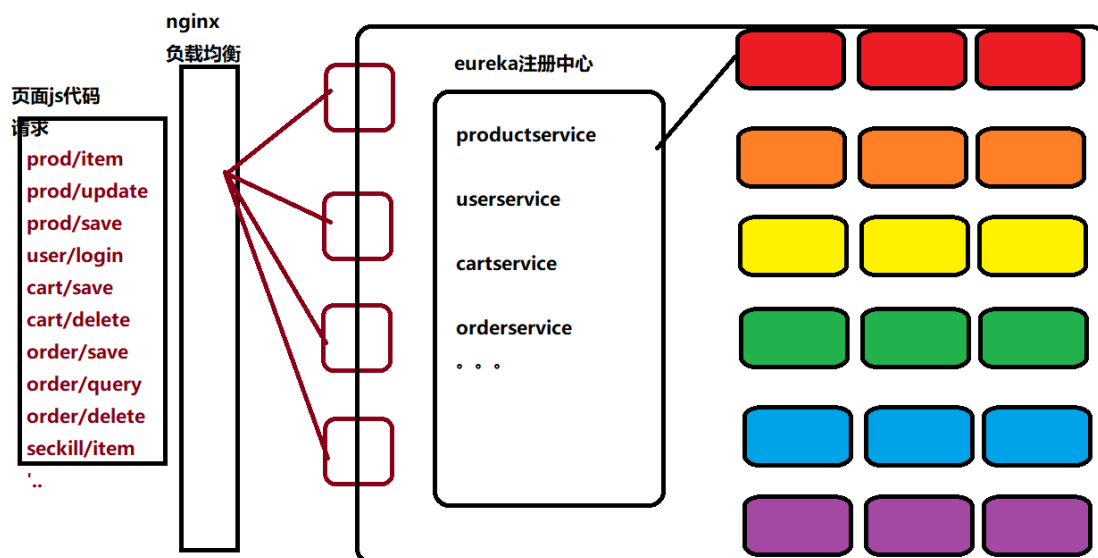 nginx
负载均衡
页面js代码
请求
prod/item
prod/update
prod/save
user/login
cart/save
cart/delete
order/save
order/query
order/delete
seckill/item
'..
eureka注册中心
productservice
userservice
cartservice
orderservice
。。。